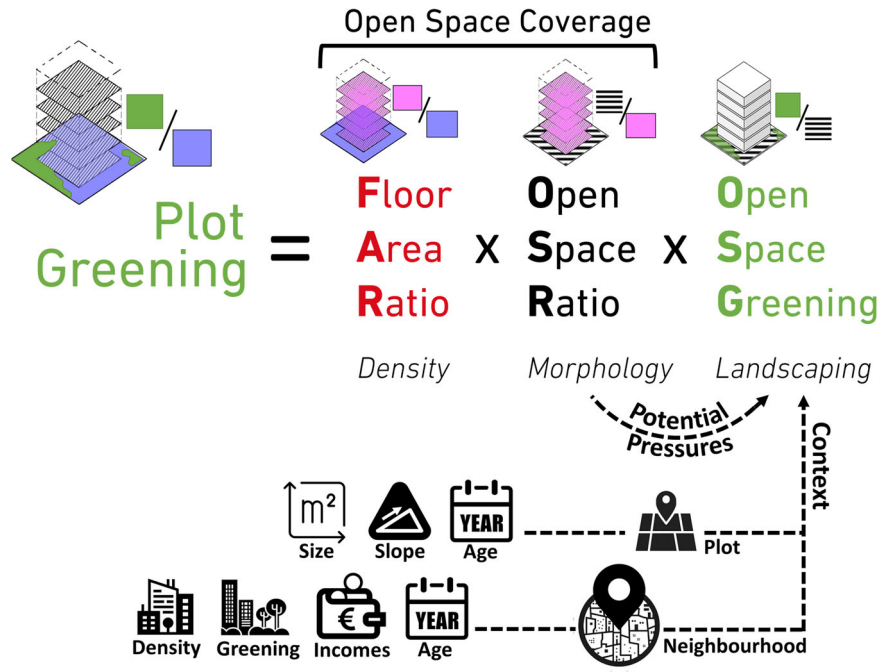 Open Space Coverage
Plot
Greening
=
Floor
Area
Ratio
x
Open
Space
Ratio
x
Open
Space
Greening
Density
Morphology
Landscaping
Potential
Pressures
Context
m²
Size
Slope
YEAR
Age
Plot
Density
Greening
€
Incomes
YEAR
Age
Neighbourhood